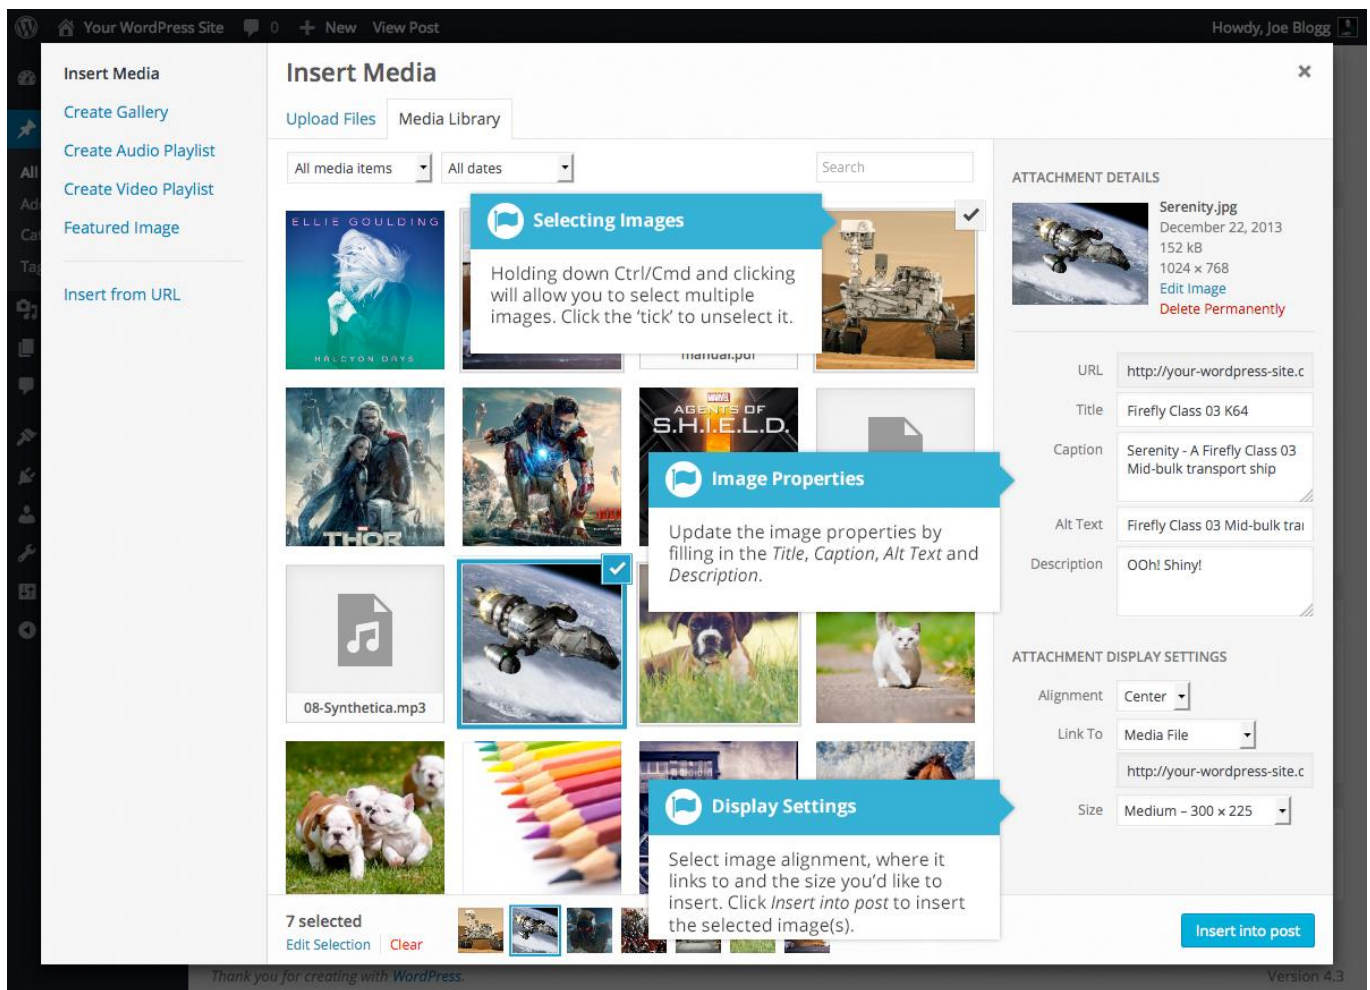 Your WordPress Site 0 New View Post Howdy, Joe Blogg
All
Insert Media
Create Gallery
Create Audio Playlist
Create Video Playlist
Featured Image
Insert from URL
Insert Media
Upload Files Media Library
All media items All dates Search
ELLIE GOULDING
HALCYON DAYS
Selecting Images
Holding down Ctrl/Cmd and clicking
will allow you to select multiple
images. Click the ‘tick’ to unselect it.
manual.pdf
MARVEL
THOR
MARVEL
AGENTS OF
S.H.I.E.L.D.
Image Properties
Update the image properties by
filling in the Title, Caption, Alt Text and
Description.
08-Synthetica.mp3
Display Settings
Select image alignment, where it
links to and the size you’d like to
insert. Click Insert into post to insert
the selected image(s).
7 selected
Edit Selection Clear
ATTACHMENT DETAILS
Serenity.jpg
December 22, 2013
152 kB
1024 × 768
Edit Image
Delete Permanently
URL http://your-wordpress-site.c
Title Firefly Class 03 K64
Caption Serenity - A Firefly Class 03
Mid-bulk transport ship
Alt Text Firefly Class 03 Mid-bulk trai
Description OOh! Shiny!
ATTACHMENT DISPLAY SETTINGS
Alignment Center
Link To Media File
http://your-wordpress-site.c
Size Medium – 300 × 225
Insert into post
Thank you for creating with WordPress. Version 4.3